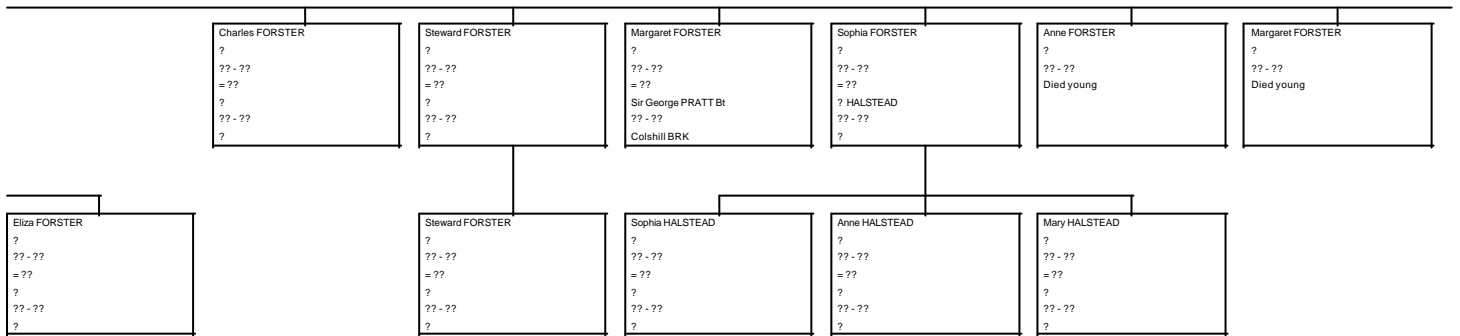 Charles FORSTER
?
?? - ??
= ??
?
?? - ??
?
Steward FORSTER
?
?? - ??
= ??
?
?? - ??
?
Margaret FORSTER
?
?? - ??
= ??
Sir George PRATT Bt
?? - ??
Colshill BRK
Sophia FORSTER
?
?? - ??
= ??
? HALSTEAD
?? - ??
?
Anne FORSTER
?
?? - ??
Died young
Margaret FORSTER
?
?? - ??
Died young
Eliza FORSTER
?
?? - ??
= ??
?
?? - ??
?
Steward FORSTER
?
?? - ??
= ??
?
?? - ??
?
Sophia HALSTEAD
?
?? - ??
= ??
?
?? - ??
?
Anne HALSTEAD
?
?? - ??
= ??
?
?? - ??
?
Mary HALSTEAD
?
?? - ??
= ??
?
?? - ??
?